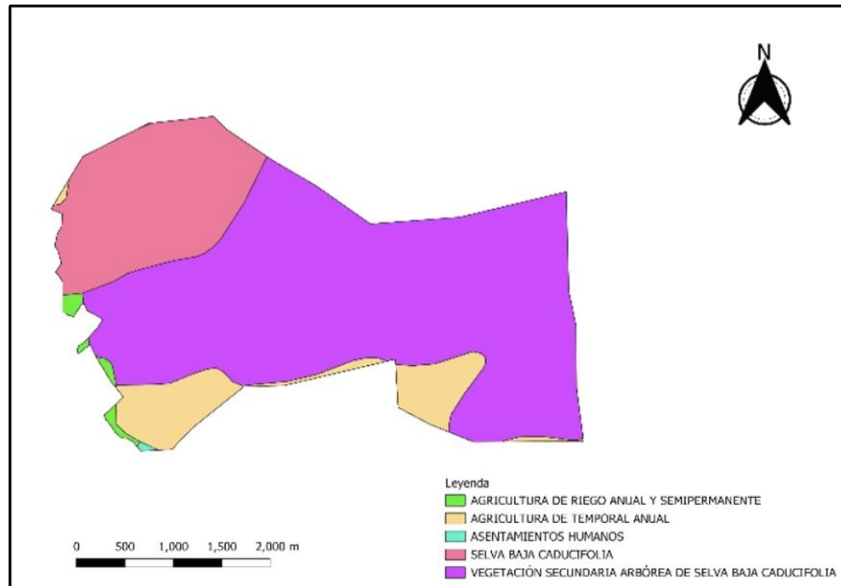 N
Leyenda
AGRICULTURA DE RIEGO ANUAL Y SEMIPERMANENTE
AGRICULTURA DE TEMPORAL ANUAL
ASENTAMIENTOS HUMANOS
SELVA BAJA CADUCIFOLIA
VEGETACIÓN SECUNDARIA ARBÓREA DE SELVA BAJA CADUCIFOLIA
0 500 1,000 1,500 2,000 m